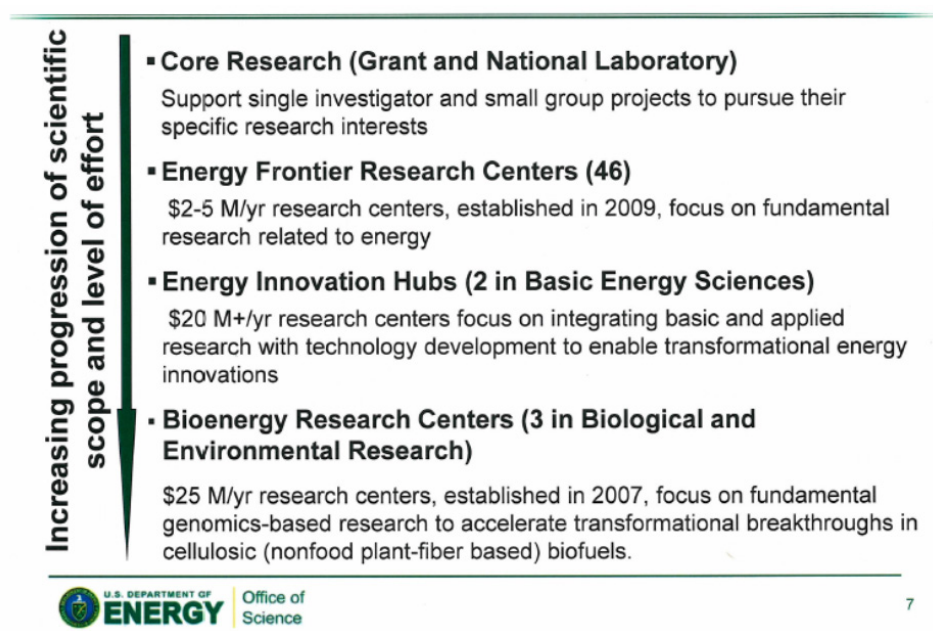 Increasing progression of scientific
scope and level of effort
▪ Core Research (Grant and National Laboratory)
Support single investigator and small group projects to pursue their
specific research interests
▪ Energy Frontier Research Centers (46)
$2-5 M/yr research centers, established in 2009, focus on fundamental
research related to energy
▪ Energy Innovation Hubs (2 in Basic Energy Sciences)
$20 M+/yr research centers focus on integrating basic and applied
research with technology development to enable transformational energy
innovations
▪ Bioenergy Research Centers (3 in Biological and
Environmental Research)
$25 M/yr research centers, established in 2007, focus on fundamental
genomics-based research to accelerate transformational breakthroughs in
cellulosic (nonfood plant-fiber based) biofuels.
U.S. DEPARTMENT OF
ENERGY
Office of
Science
7